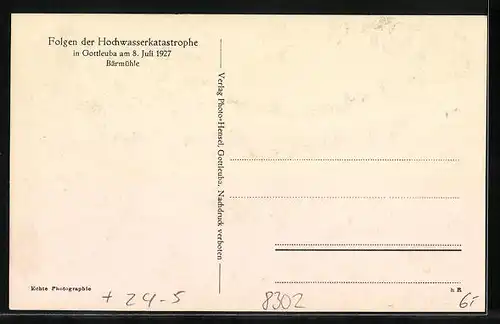 Folgen der Hochwasserkatastrophe
in Gottleuba am 8. Juli 1927
Bärmühle
Verlag Photo-Hensel, Gottleuba. Nachdruck verboten
Echte Photographie
+ 24-5
8302
h R
6,-